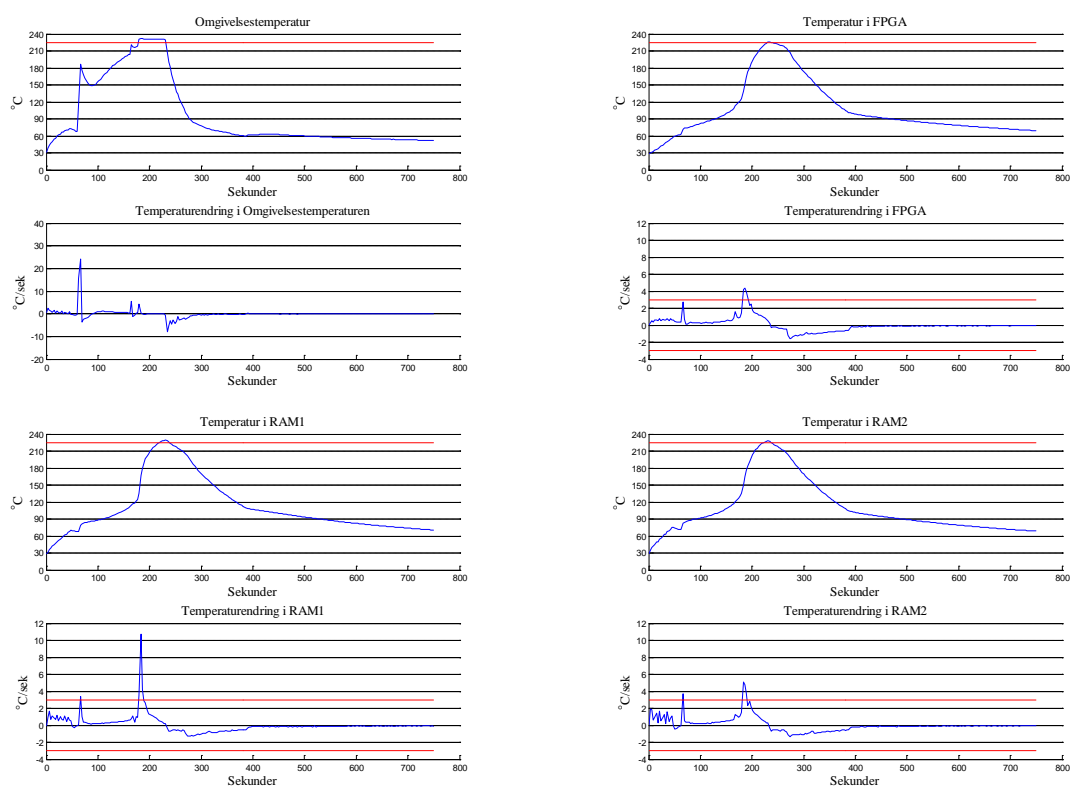 Omgivelsestemperatur
°C
240
210
180
150
120
90
60
30
0
0 100 200 300 400 500 600 700 800
Sekunder
Temperatur i FPGA
°C
240
210
180
150
120
90
60
30
0
0 100 200 300 400 500 600 700 800
Sekunder
Temperaturendring i Omgivelsestemperaturen
°C/sek
40
30
20
10
0
-10
-20
0 100 200 300 400 500 600 700 800
Sekunder
Temperaturendring i FPGA
°C/sek
12
10
8
6
4
2
0
-2
-4
0 100 200 300 400 500 600 700 800
Sekunder
Temperatur i RAM1
°C
240
210
180
150
120
90
60
30
0
0 100 200 300 400 500 600 700 800
Sekunder
Temperatur i RAM2
°C
240
210
180
150
120
90
60
30
0
0 100 200 300 400 500 600 700 800
Sekunder
Temperaturendring i RAM1
°C/sek
12
10
8
6
4
2
0
-2
-4
0 100 200 300 400 500 600 700 800
Sekunder
Temperaturendring i RAM2
°C/sek
12
10
8
6
4
2
0
-2
-4
0 100 200 300 400 500 600 700 800
Sekunder